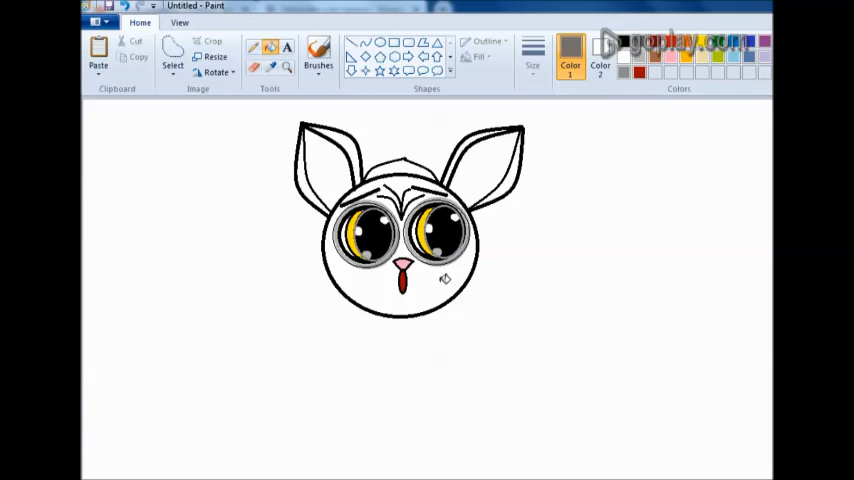 Untitled - Paint
Home View
Paste
Cut
Copy
Select
Crop
Resize
Rotate
A
Brushes
Outline
Fill
Size
Color 1
Color 2
Clipboard
Image
Tools
Shapes
Colors
goplay.com